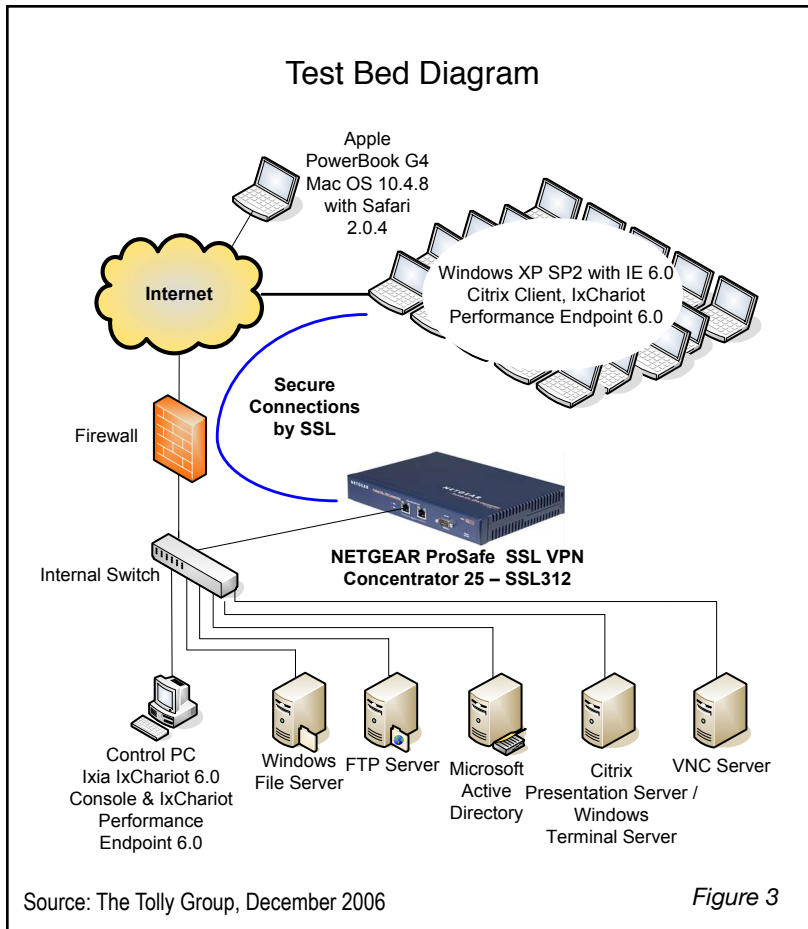 Test Bed Diagram
Apple
PowerBook G4
Mac OS 10.4.8
with Safari
2.0.4
Windows XP SP2 with IE 6.0
Citrix Client, IxChariot
Performance Endpoint 6.0
Internet
Secure
Connections
by SSL
Firewall
NETGEAR
NETGEAR ProSafe SSL VPN
Concentrator 25 – SSL312
Internal Switch
Control PC
Ixia IxChariot 6.0
Console & IxChariot
Performance
Endpoint 6.0
Windows
File Server
FTP Server
Microsoft
Active
Directory
Citrix
Presentation Server /
Windows
Terminal Server
VNC Server
Source: The Tolly Group, December 2006
Figure 3